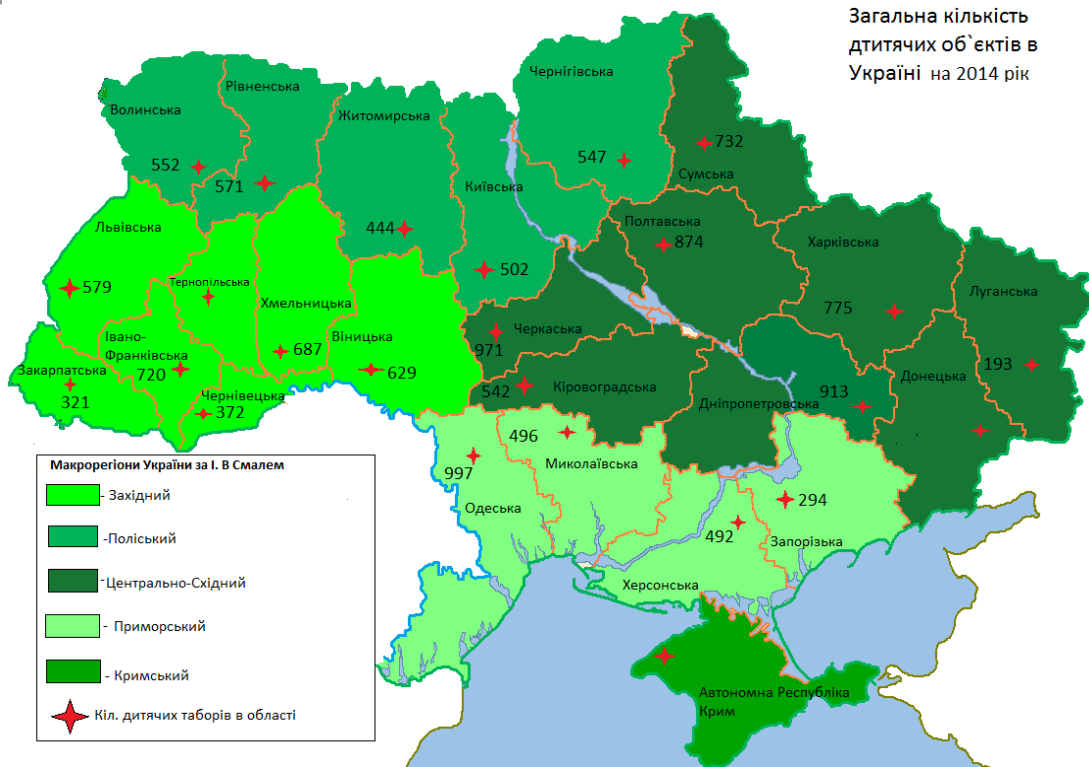 Загальна кількість
дтитячих об`єктів в
Україні на 2014 рік
Чернігівська
Рівненська
Волинська
Житомирська
547
732
552
571
Київська
Сумська
Львівська
444
Полтавська
874
Харківська
502
579
Тернопільська
Луганська
Хмельницька
775
Івано-
Франківська
Віницька
Черкаська
971
687
193
Закарпатська
720
629
Донецька
321
Чернівецька
372
542
Кіровоградська
913
Дніпропетровська
496
Миколаївська
997
Одеська
294
492
Запорізька
Херсонська
Автономна Республіка
Крим
Макрорегіони України за І. В Смалем
- Західний
-Поліський
-Центрально-Східний
- Приморський
- Кримський
Кіл. дитячих таборів в області